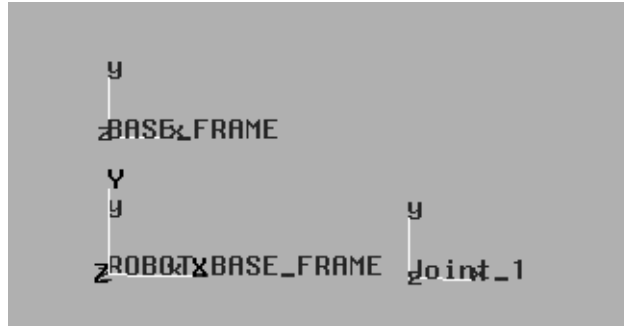 y
z BASE_FRAME x
Y
y y
Z z ROBOT_BASE_FRAME x X z Joint_1 x